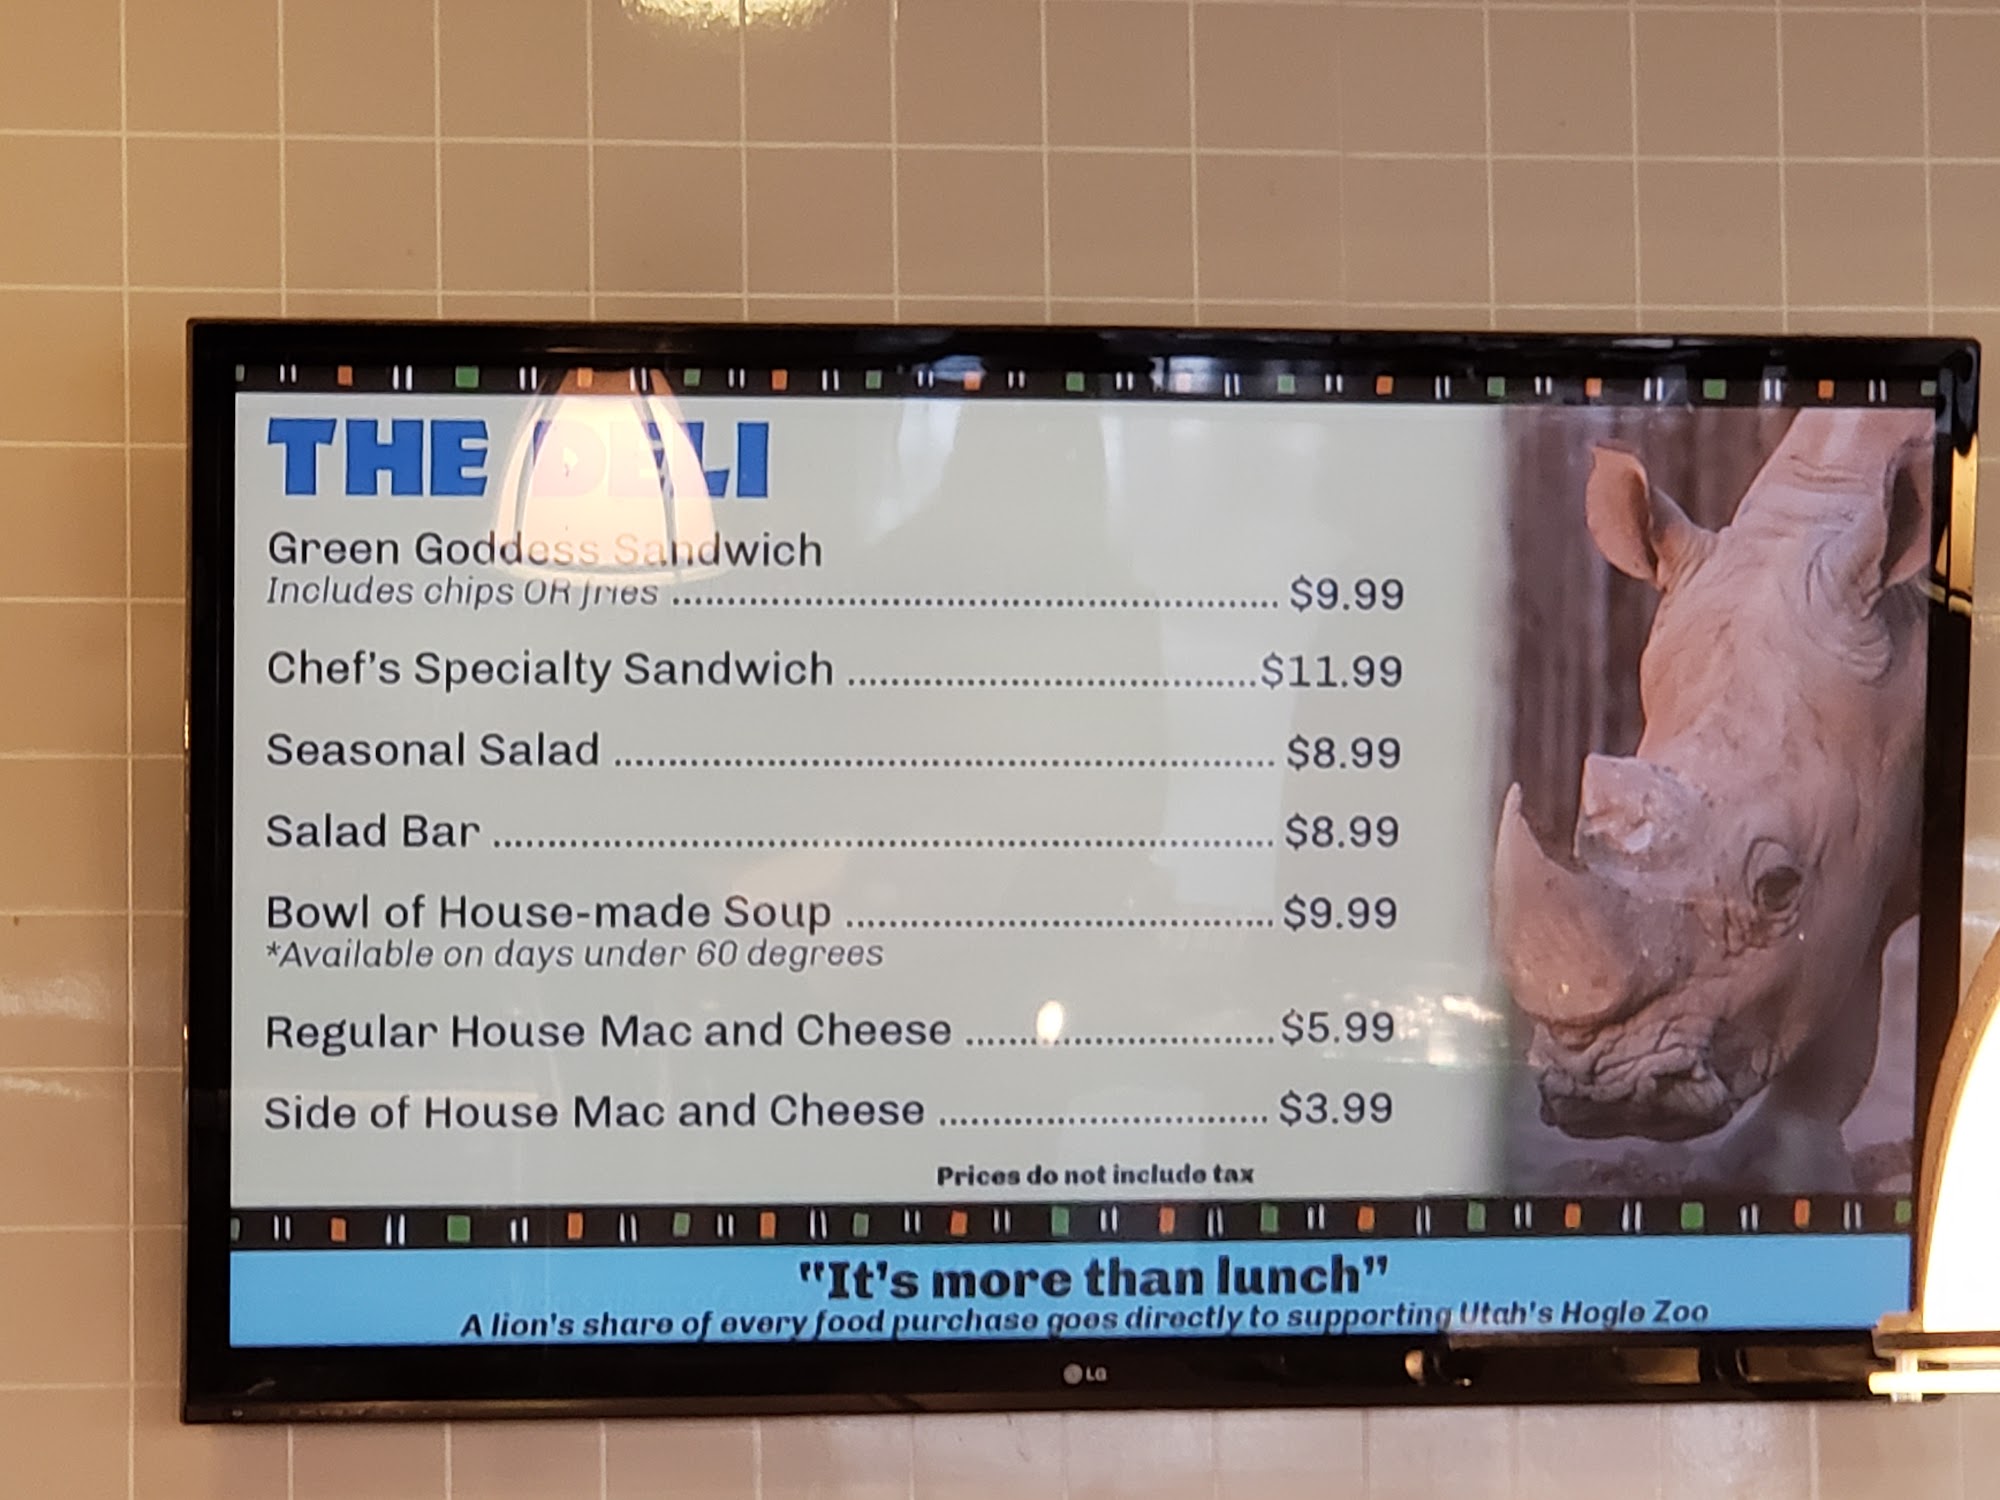 THE DELI
Green Goddess Sandwich
Includes chips OR fries ........ $9.99
Chef's Specialty Sandwich ........ $11.99
Seasonal Salad ........ $8.99
Salad Bar ........ $8.99
Bowl of House-made Soup ........ $9.99
*Available on days under 60 degrees
Regular House Mac and Cheese ........ $5.99
Side of House Mac and Cheese ........ $3.99
Prices do not include tax
"It's more than lunch"
A lion's share of every food purchase goes directly to supporting Utah's Hogle Zoo
LG